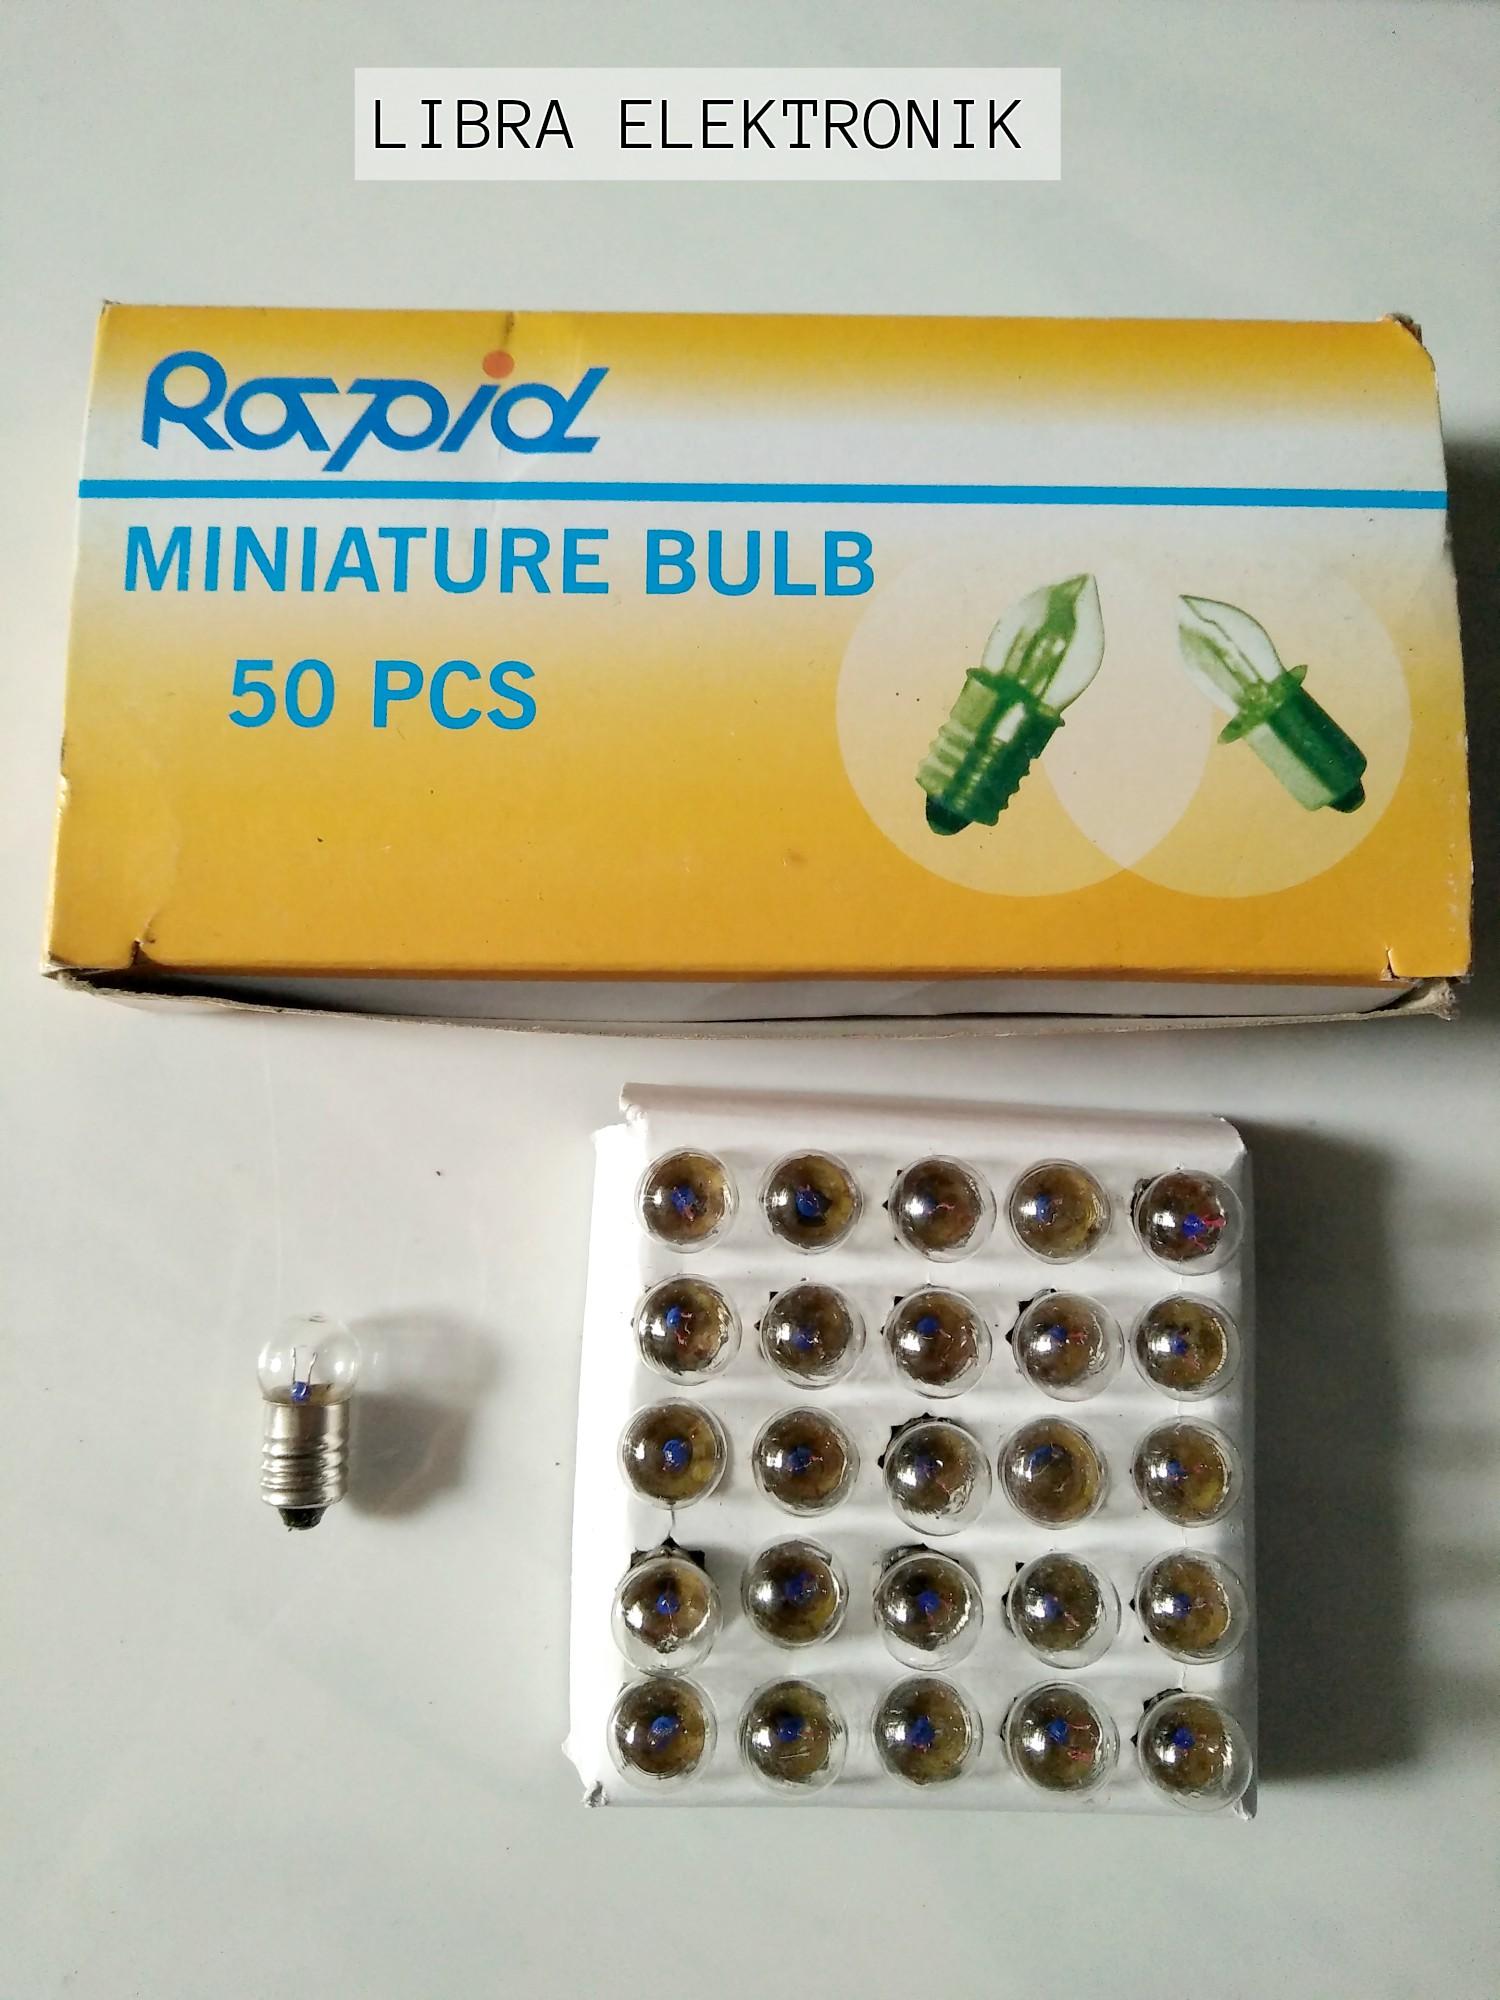 LIBRA ELEKTRONIK
Rapid
MINIATURE BULB
50 PCS